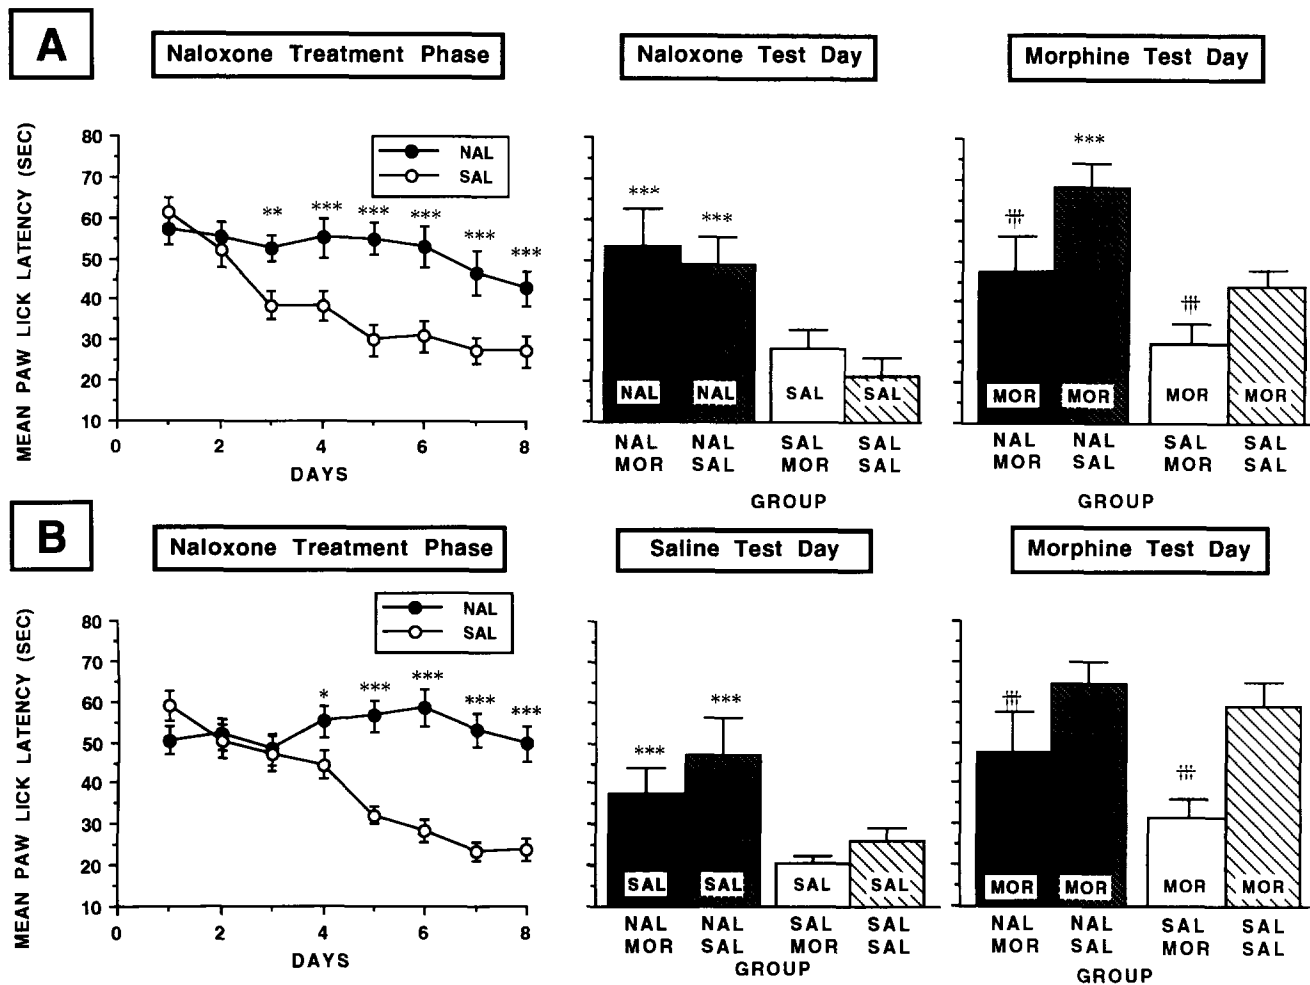 A
Naloxone Treatment Phase
Naloxone Test Day
Morphine Test Day
MEAN PAW LICK LATENCY (SEC)
80
70
60
50
40
30
20
10
0
2
4
6
8
DAYS
NAL
SAL
**
***
***
***
***
***
***
***
NAL
NAL
SAL
SAL
NAL MOR
NAL SAL
SAL MOR
SAL SAL
GROUP
‡‡‡
***
‡‡‡
MOR
MOR
MOR
MOR
NAL MOR
NAL SAL
SAL MOR
SAL SAL
GROUP
B
Naloxone Treatment Phase
Saline Test Day
Morphine Test Day
MEAN PAW LICK LATENCY (SEC)
80
70
60
50
40
30
20
10
0
2
4
6
8
DAYS
NAL
SAL
*
***
***
***
***
***
***
SAL
SAL
SAL
SAL
NAL MOR
NAL SAL
SAL MOR
SAL SAL
GROUP
‡‡‡
‡‡‡
MOR
MOR
MOR
MOR
NAL MOR
NAL SAL
SAL MOR
SAL SAL
GROUP